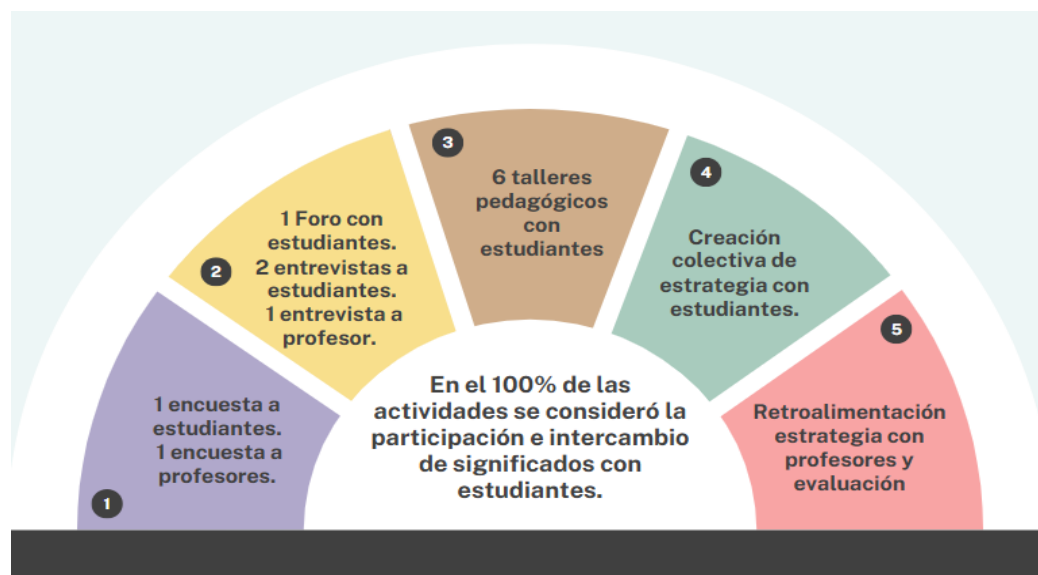 1
1 encuesta a
estudiantes.
1 encuesta a
profesores.
2
1 Foro con
estudiantes.
2 entrevistas a
estudiantes.
1 entrevista a
profesor.
3
6 talleres
pedagógicos
con
estudiantes
4
Creación
colectiva de
estrategia con
estudiantes.
5
Retroalimentación
estrategia con
profesores y
evaluación
En el 100% de las
actividades se consideró la
participación e intercambio
de significados con
estudiantes.